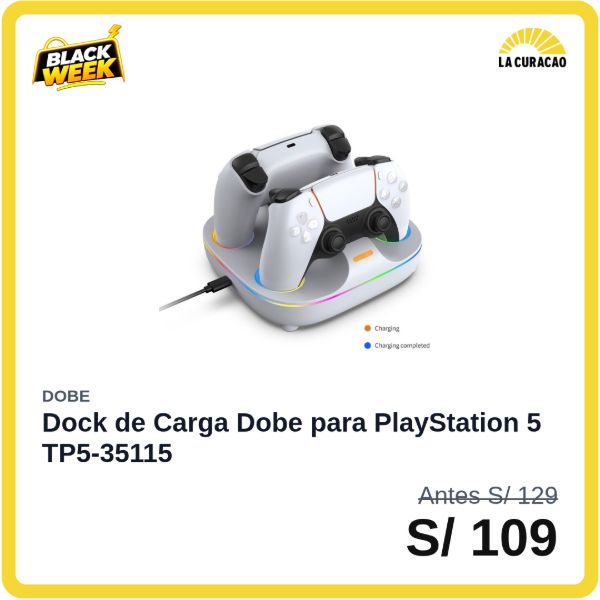 BLACK
WEEK
LA CURACAO
Charging
Charging completed
DOBE
Dock de Carga Dobe para PlayStation 5
TP5-35115
Antes S/ 129
S/ 109